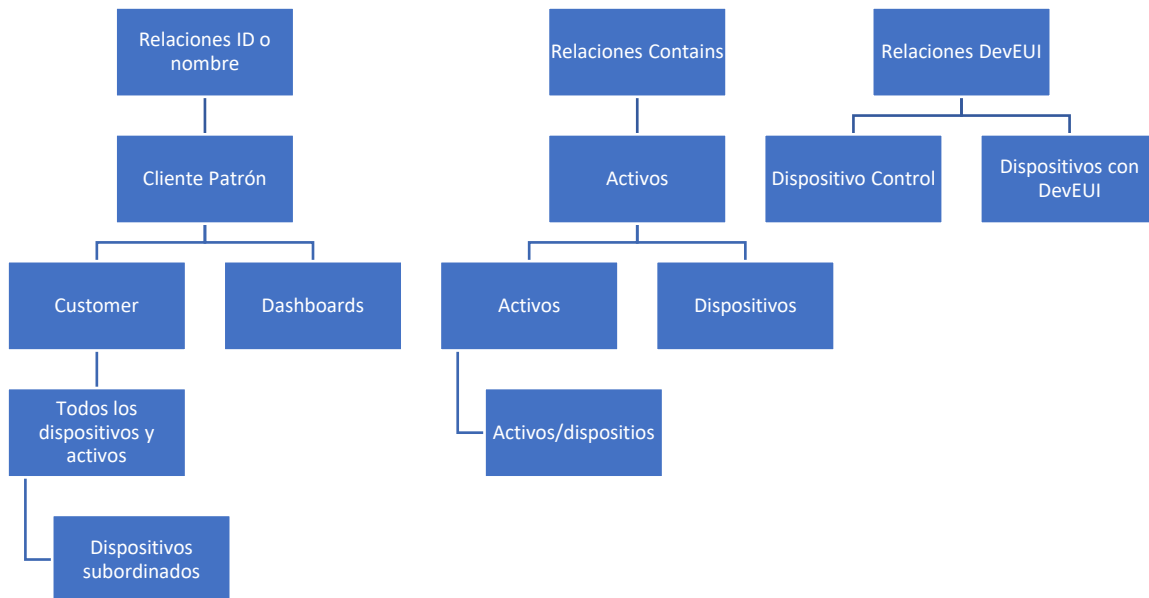 Relaciones ID o
nombre
Relaciones Contains
Relaciones DevEUI
Cliente Patrón
Activos
Dispositivo Control
Dispositivos con
DevEUI
Customer
Dashboards
Activos
Dispositivos
Todos los
dispositivos y
activos
Activos/dispositios
Dispositivos
subordinados